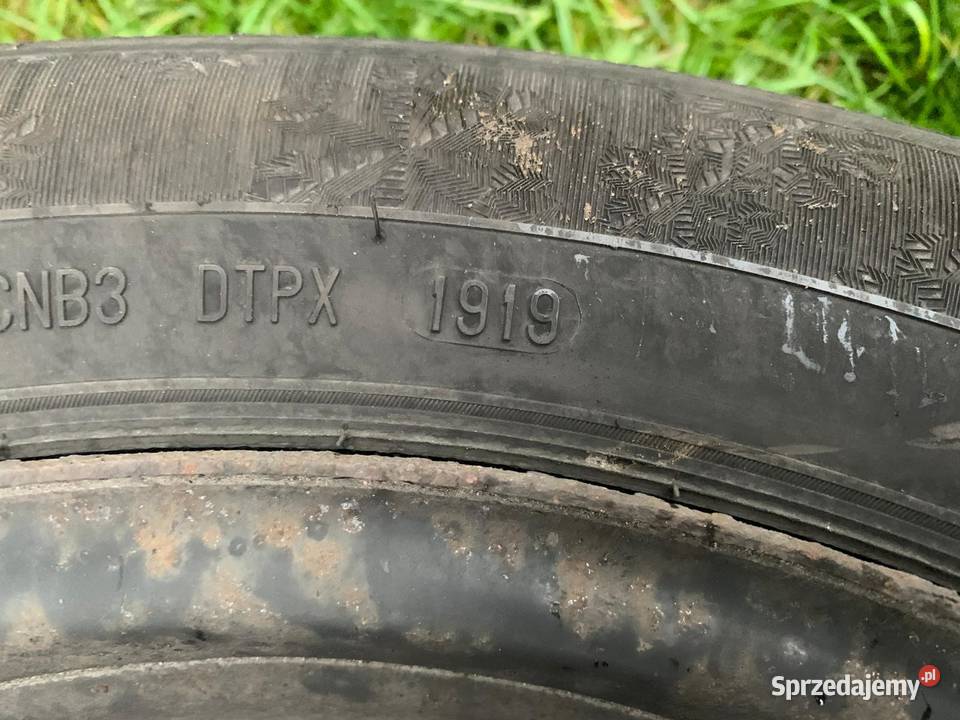 CNB3 DTPX 1919
Sprzedajemy.pl